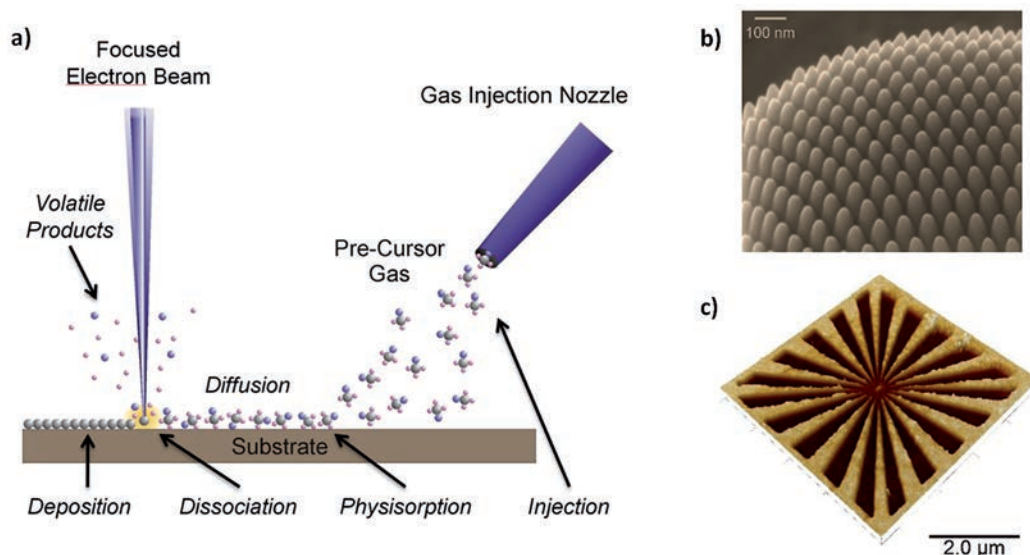 a)
Focused
Electron Beam
Gas Injection Nozzle
Volatile
Products
Pre-Cursor
Gas
Diffusion
Substrate
Deposition
Dissociation
Physisorption
Injection
b)
100 nm
c)
2.0 µm